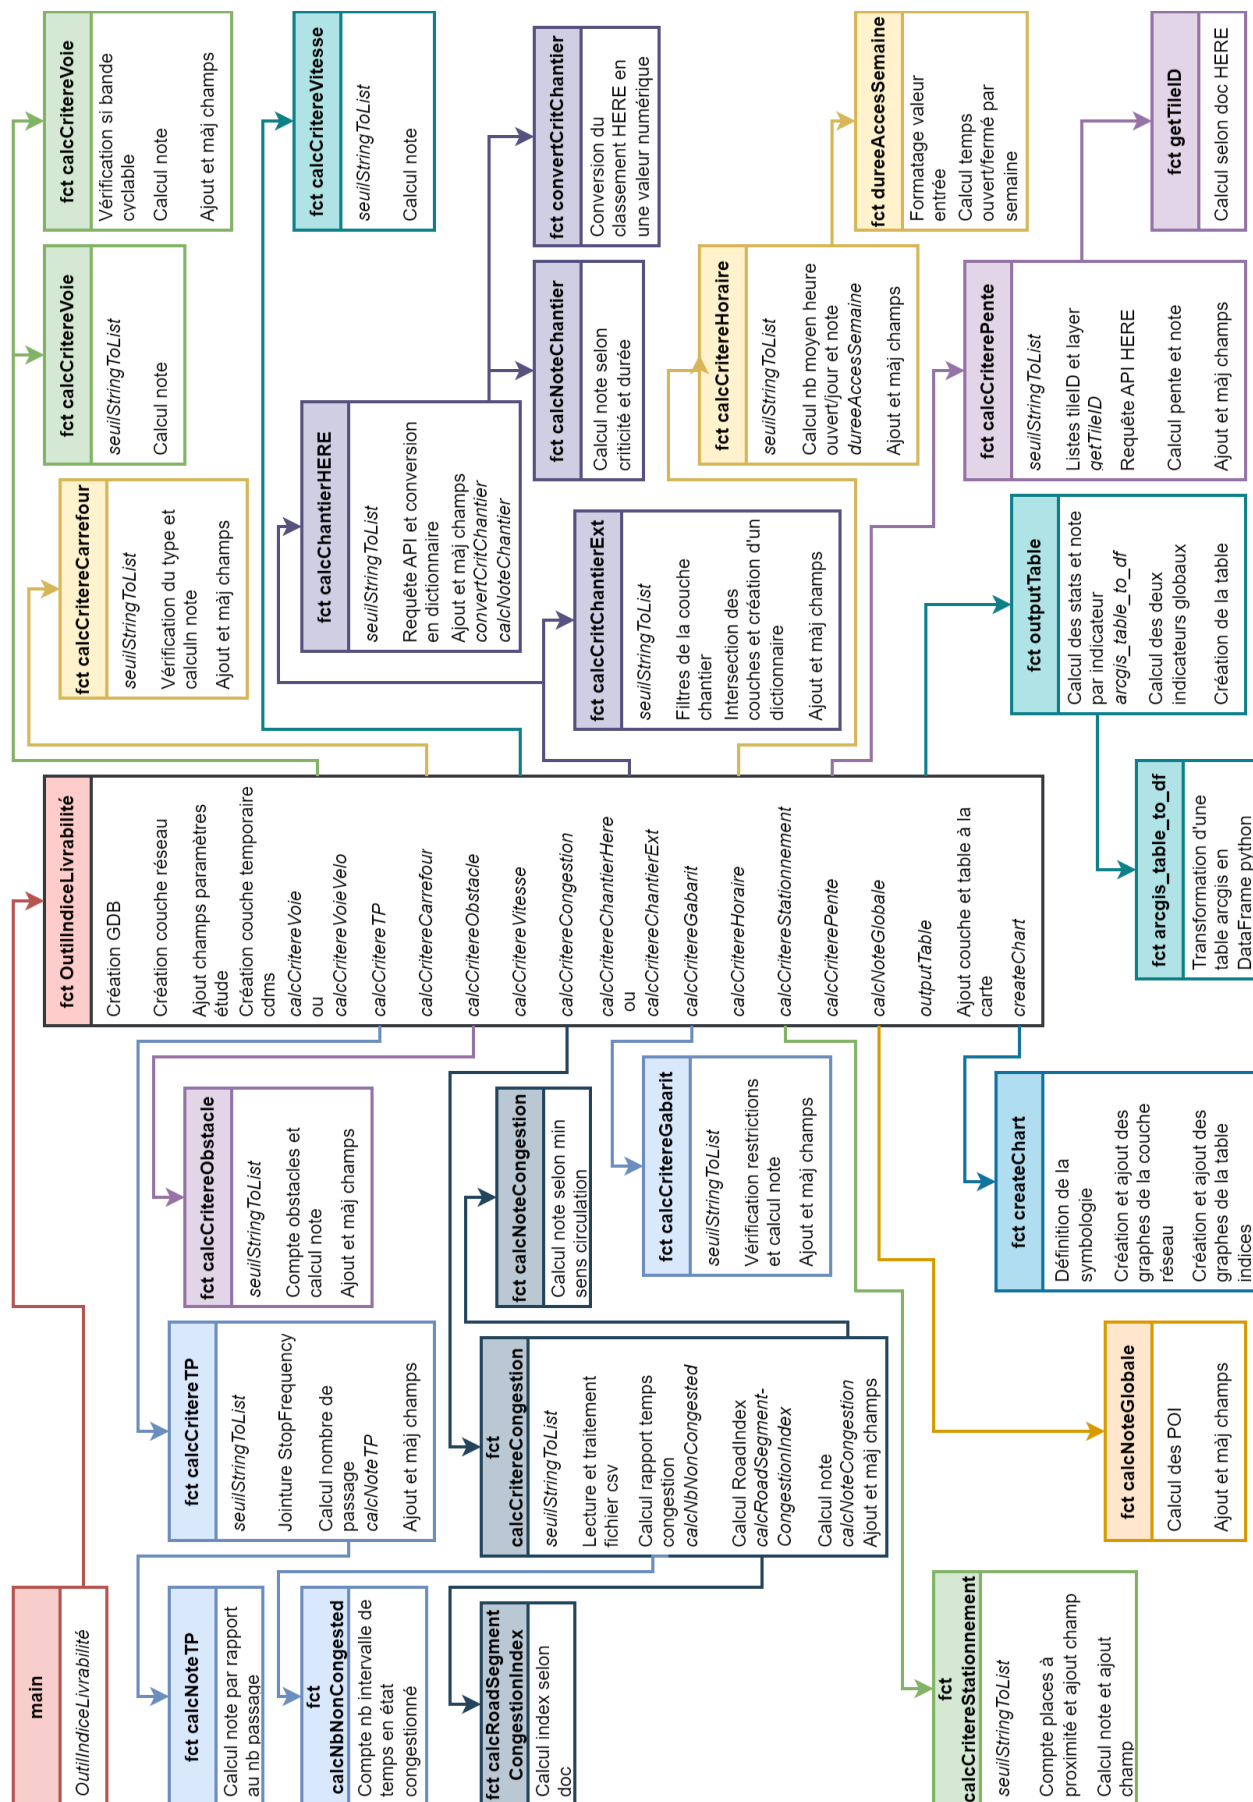 main
OutilIndiceLivrabilité
fct calcNoteTP
Calcul note par rapport
au nb passage
fct
calcNbNonCongested
Compte nb intervalle de
temps en état
congestionné
fct calcRoadSegment
CongestionIndex
Calcul index selon
doc
fct
calcCritereStationnement
seuilStringToList
Compte places à
proximité et ajout champ
Calcul note et ajout
champ
fct calcCritereTP
seuilStringToList
Jointure StopFrequency
Calcul nombre de
passage
calcNoteTP
Ajout et màj champs
fct
calcCritereCongestion
seuilStringToList
Lecture et traitement
fichier csv
Calcul rapport temps
congestion
calcNbNonCongested
Calcul RoadIndex
calcRoadSegment-
CongestionIndex
Calcul note
calcNoteCongestion
Ajout et màj champs
fct calcNoteGlobale
Calcul des POI
Ajout et màj champs
fct calcCritereObstacle
seuilStringToList
Compte obstacles et
calcul note
Ajout et màj champs
fct calcNoteCongestion
Calcul note selon min
sens circulation
fct calcCritereGabarit
seuilStringToList
Vérification restrictions
et calcul note
Ajout et màj champs
fct createChart
Définition de la
symbologie
Création et ajout des
graphes de la couche
réseau
Création et ajout des
graphes de la table
indices
fct OutilIndiceLivrabilité
Création GDB
Création couche réseau
Ajout champs paramètres
étude
Création couche temporaire
cdms
calcCritereVoie
ou
calcCritereVoieVelo
calcCritereTP
calcCritereCarrefour
calcCritereObstacle
calcCritereVitesse
calcCritereCongestion
calcCritereChantierHere
ou
calcCritereChantierExt
calcCritereGabarit
calcCritereHoraire
calcCritereStationnement
calcCriterePente
calcNoteGlobale
outputTable
Ajout couche et table à la
carte
createChart
fct arcgis_table_to_df
Transformation d'une
table arcgis en
DataFrame python
fct calcCritereCarrefour
seuilStringToList
Vérification du type et
calculn note
Ajout et màj champs
fct calcChantierHERE
seuilStringToList
Requête API et conversion
en dictionnaire
Ajout et màj champs
convertCritChantier
calcNoteChantier
fct calcCritChantierExt
seuilStringToList
Filtres de la couche
chantier
Intersection des
couches et création d'un
dictionnaire
Ajout et màj champs
fct outputTable
Calcul des stats et note
par indicateur
arcgis_table_to_df
Calcul des deux
indicateurs globaux
Création de la table
fct calcCritereVoie
seuilStringToList
Calcul note
fct calcNoteChantier
Calcul note selon
criticité et durée
fct calcCritereHoraire
seuilStringToList
Calcul nb moyen heure
ouvert/jour et note
dureeAccesSemaine
Ajout et màj champs
fct calcCriterePente
seuilStringToList
Listes tileID et layer
getTileID
Requête API HERE
Calcul pente et note
Ajout et màj champs
fct calcCritereVoie
Vérification si bande
cyclable
Calcul note
Ajout et màj champs
fct calcCritereVitesse
seuilStringToList
Calcul note
fct convertCritChantier
Conversion du
classement HERE en
une valeur numérique
fct dureeAccesSemaine
Formatage valeur
entrée
Calcul temps
ouvert/fermé par
semaine
fct getTileID
Calcul selon doc HERE